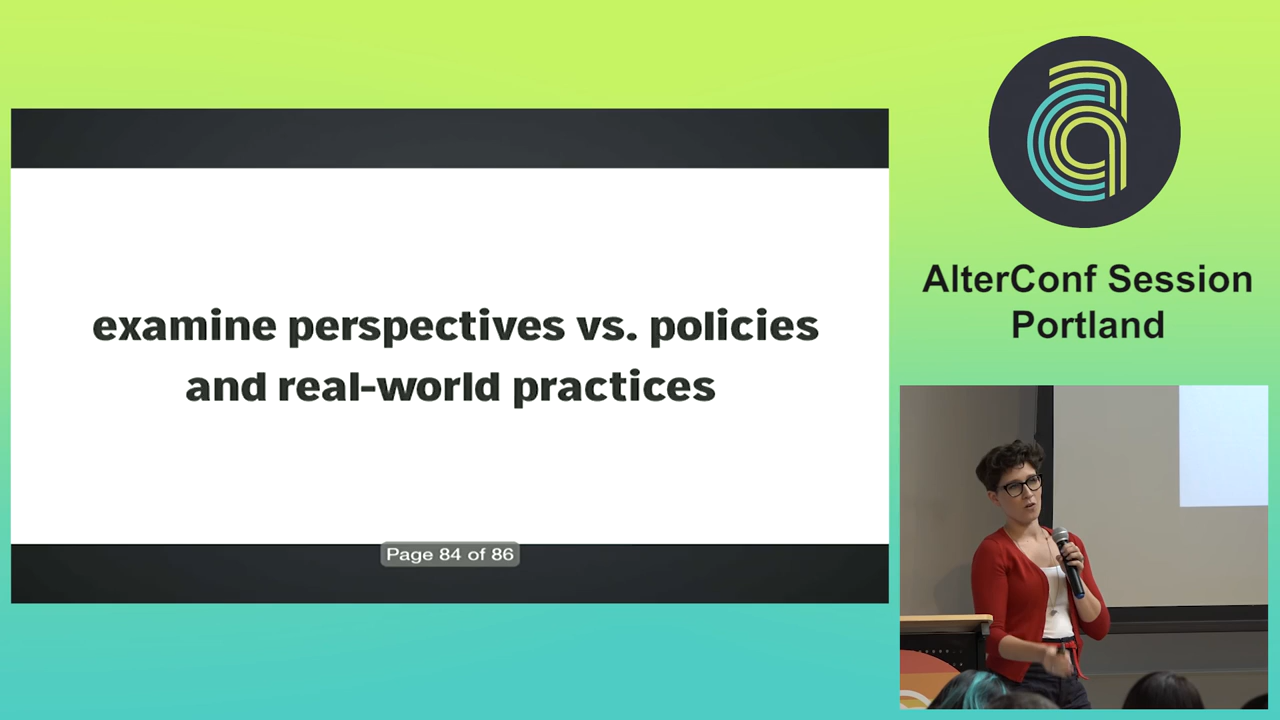 examine perspectives vs. policies
and real-world practices
Page 84 of 86
AlterConf Session
Portland